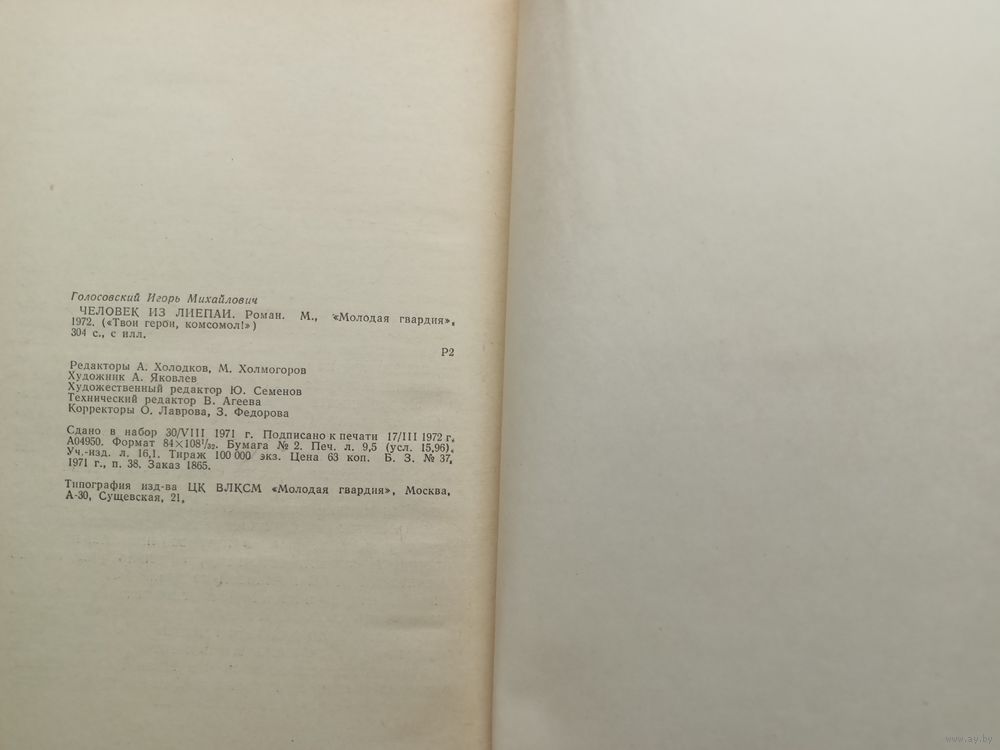 Голосовский Игорь Михайлович
ЧЕЛОВЕК ИЗ ЛИЕПАИ. Роман. М., «Молодая гвардия»,
1972. («Твои герои, комсомол!»)
304 с., с илл.
Р2
Редакторы А. Холодков, М. Холмогоров
Художник А. Яковлев
Художественный редактор Ю. Семенов
Технический редактор В. Агеева
Корректоры О. Лаврова, З. Федорова
Сдано в набор 30/VIII 1971 г. Подписано к печати 17/III 1972 г.
А04950. Формат 84×108¹/₃₂. Бумага № 2. Печ. л. 9,5 (усл. 15,96).
Уч.-изд. л. 16,1. Тираж 100 000 экз. Цена 63 коп. Б. З. № 37,
1971 г., п. 38. Заказ 1865.
Типография изд-ва ЦК ВЛКСМ «Молодая гвардия», Москва,
А-30, Сущевская, 21.
www.ay.by